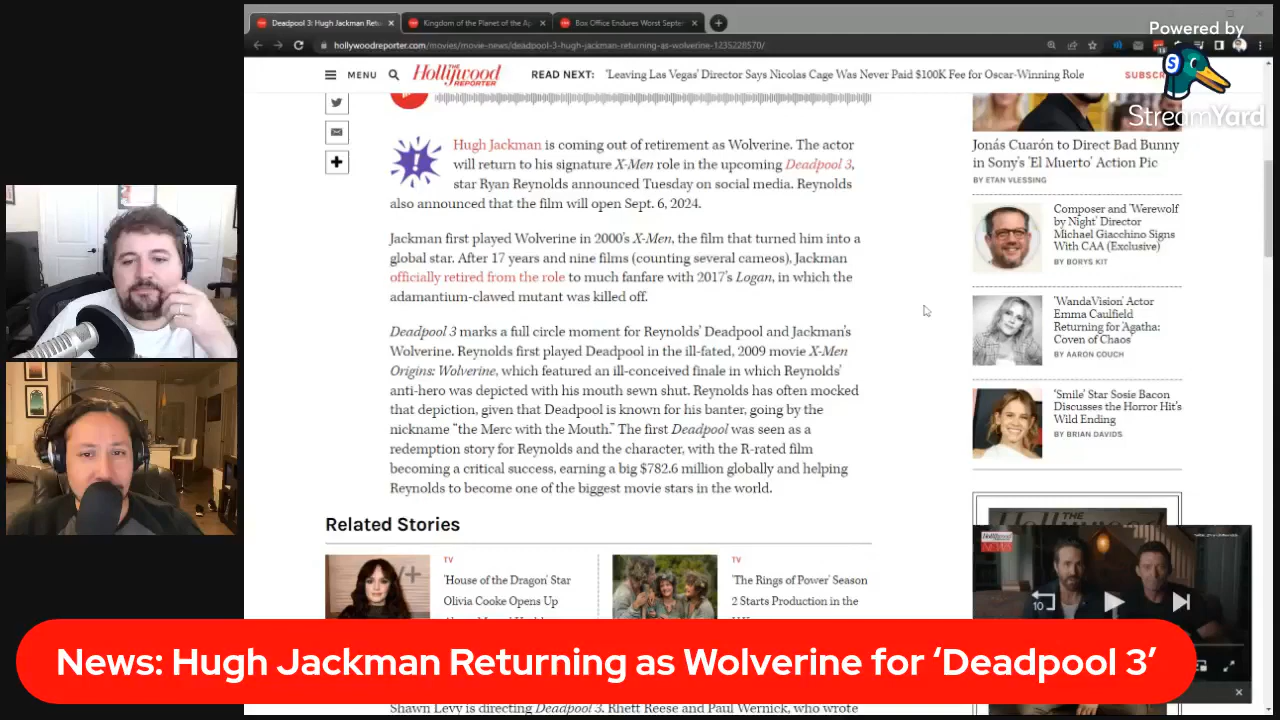 Deadpool 3: Hugh Jackman Retu
Kingdom of the Planet of the Ap
Box Office Endures Worst Septe
hollywoodreporter.com/movies/movie-news/deadpool-3-hugh-jackman-returning-as-wolverine-1235228570/
Powered by
StreamYard
MENU
THE
Hollywood
REPORTER
READ NEXT: 'Leaving Las Vegas' Director Says Nicolas Cage Was Never Paid $100K Fee for Oscar-Winning Role
SUBSC
Hugh Jackman is coming out of retirement as Wolverine. The actor
will return to his signature X-Men role in the upcoming Deadpool 3,
star Ryan Reynolds announced Tuesday on social media. Reynolds
also announced that the film will open Sept. 6, 2024.
Jackman first played Wolverine in 2000's X-Men, the film that turned him into a
global star. After 17 years and nine films (counting several cameos), Jackman
officially retired from the role to much fanfare with 2017's Logan, in which the
adamantium-clawed mutant was killed off.
Deadpool 3 marks a full circle moment for Reynolds' Deadpool and Jackman's
Wolverine. Reynolds first played Deadpool in the ill-fated, 2009 movie X-Men
Origins: Wolverine, which featured an ill-conceived finale in which Reynolds'
anti-hero was depicted with his mouth sewn shut. Reynolds has often mocked
that depiction, given that Deadpool is known for his banter, going by the
nickname “the Merc with the Mouth.” The first Deadpool was seen as a
redemption story for Reynolds and the character, with the R-rated film
becoming a critical success, earning a big $782.6 million globally and helping
Reynolds to become one of the biggest movie stars in the world.
Related Stories
TV
'House of the Dragon' Star
Olivia Cooke Opens Up
TV
'The Rings of Power' Season
2 Starts Production in the
Jonás Cuarón to Direct Bad Bunny
in Sony's 'El Muerto' Action Pic
BY ETAN VLESSING
Composer and 'Werewolf
by Night' Director
Michael Giacchino Signs
With CAA (Exclusive)
BY BORYS KIT
'WandaVision' Actor
Emma Caulfield
Returning for 'Agatha:
Coven of Chaos'
BY AARON COUCH
'Smile' Star Sosie Bacon
Discusses the Horror Hit's
Wild Ending
BY BRIAN DAVIDS
10
News: Hugh Jackman Returning as Wolverine for ‘Deadpool 3’
Shawn Levy is directing Deadpool 3. Rhett Reese and Paul Wernick, who wrote